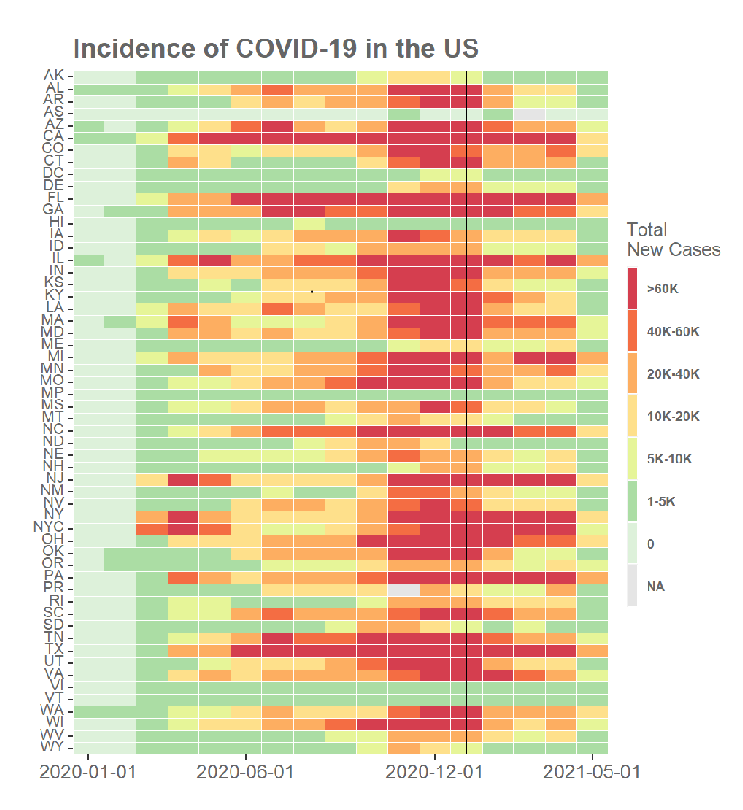 Incidence of COVID-19 in the US
AK
AL
AR
AS
AZ
CA
CO
CT
DC
DE
FL
GA
HI
IA
ID
IL
IN
KS
KY
LA
MA
MD
ME
MI
MN
MO
MP
MS
MT
NC
ND
NE
NH
NJ
NM
NV
NY
NYC
OH
OK
OR
PA
PR
RI
SC
SD
TN
TX
UT
VA
VI
VT
WA
WI
WV
WY
2020-01-01 2020-06-01 2020-12-01 2021-05-01
Total
New Cases
>60K
40K-60K
20K-40K
10K-20K
5K-10K
1-5K
0
NA